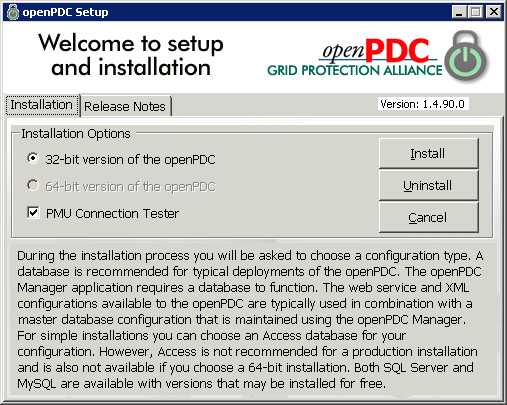 openPDC Setup
Welcome to setup
and installation
openPDC
GRID PROTECTION ALLIANCE
Installation
Release Notes
Version: 1.4.90.0
Installation Options
32-bit version of the openPDC
64-bit version of the openPDC
PMU Connection Tester
Install
Uninstall
Cancel
During the installation process you will be asked to choose a configuration type. A
database is recommended for typical deployments of the openPDC. The openPDC
Manager application requires a database to function. The web service and XML
configurations available to the openPDC are typically used in combination with a
master database configuration that is maintained using the openPDC Manager.
For simple installations you can choose an Access database for your
configuration. However, Access is not recommended for a production installation
and is also not available if you choose a 64-bit installation. Both SQL Server and
MySQL are available with versions that may be installed for free.